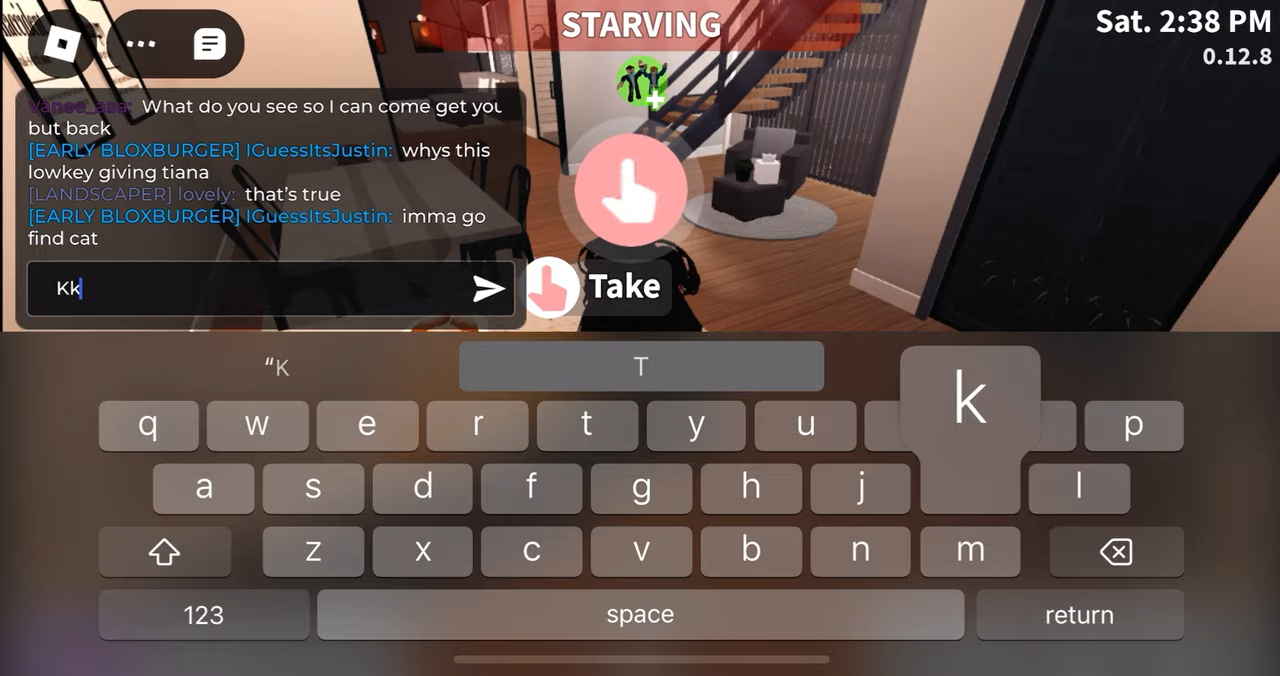 STARVING
Sat. 2:38 PM
0.12.8
Vanee_aaa: What do you see so I can come get you
but back
[EARLY BLOXBURGER] IGuessItsJustin: whys this
lowkey giving tiana
[LANDSCAPER] lovely: that's true
[EARLY BLOXBURGER] IGuessItsJustin: imma go
find cat
Kk
Take
“K
T
k
q w e r t y u p
a s d f g h j l
z x c v b n m
123 space return